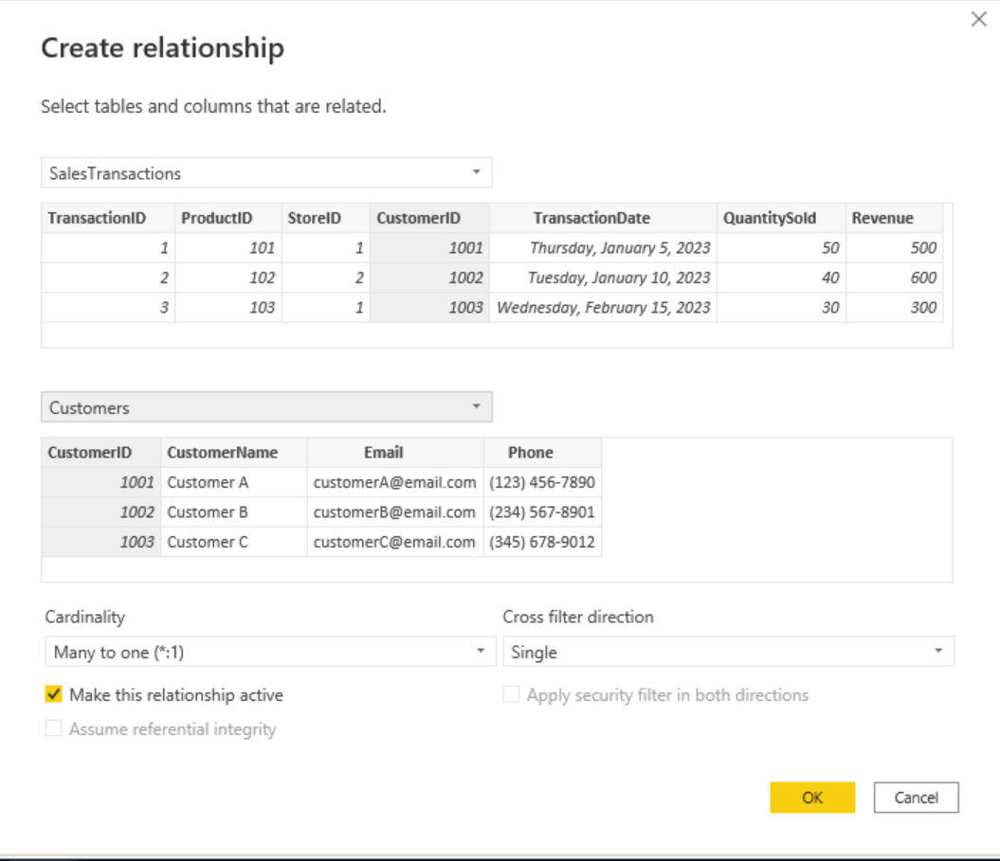 Create relationship
Select tables and columns that are related.
SalesTransactions
TransactionID ProductID StoreID CustomerID TransactionDate QuantitySold Revenue
1 101 1 1001 Thursday, January 5, 2023 50 500
2 102 2 1002 Tuesday, January 10, 2023 40 600
3 103 1 1003 Wednesday, February 15, 2023 30 300
Customers
CustomerID CustomerName Email Phone
1001 Customer A customerA@email.com (123) 456-7890
1002 Customer B customerB@email.com (234) 567-8901
1003 Customer C customerC@email.com (345) 678-9012
Cardinality Cross filter direction
Many to one (*:1) Single
Make this relationship active Apply security filter in both directions
Assume referential integrity
OK Cancel